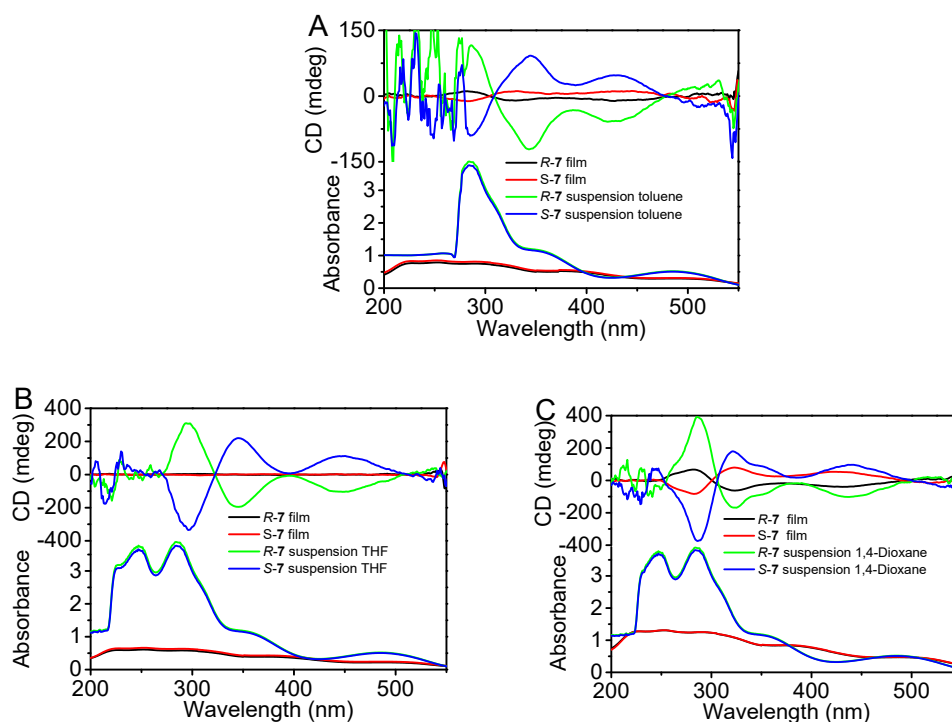 A
CD (mdeg)
150
0
-150
R-7 film
S-7 film
R-7 suspension toluene
S-7 suspension toluene
Absorbance
3
2
1
0
200 300 400 500
Wavelength (nm)
B
CD (mdeg)
400
200
0
-200
-400
R-7 film
S-7 film
R-7 suspension THF
S-7 suspension THF
Absorbance
3
2
1
0
200 300 400 500
Wavelength (nm)
C
CD (mdeg)
400
200
0
-200
-400
R-7 film
S-7 film
R-7 suspension 1,4-Dioxane
S-7 suspension 1,4-Dioxane
Absorbance
3
2
1
0
200 300 400 500
Wavelength (nm)